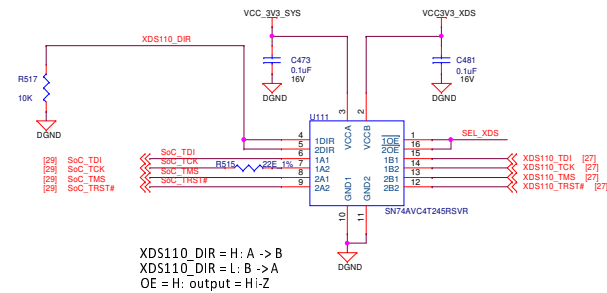 VCC_3V3_SYS VCC3V3_XDS
XDS110_DIR
R517
10K
DGND
C473
0.1uF
16V
DGND
C481
0.1uF
16V
DGND
U111
3 VCCA
2 VCCB
4 1DIR
5 2DIR
6 1A1
7 1A2
8 2A1
9 2A2
1OE 1
2OE 16
1B1 15
1B2 14
2B1 13
2B2 12
GND1 10
GND2 11
SEL_XDS
[29] SoC_TDI SoC_TDI
[29] SoC_TCK SoC_TCK
R515 22E_1%
[29] SoC_TMS SoC_TMS
[29] SoC_TRST# SoC_TRST#
XDS110_TDI [27]
XDS110_TCK [27]
XDS110_TMS [27]
XDS110_TRST# [27]
SN74AVC4T245RSVR
DGND
XDS110_DIR = H: A -> B
XDS110_DIR = L: B ->A
OE = H: output = Hi-Z